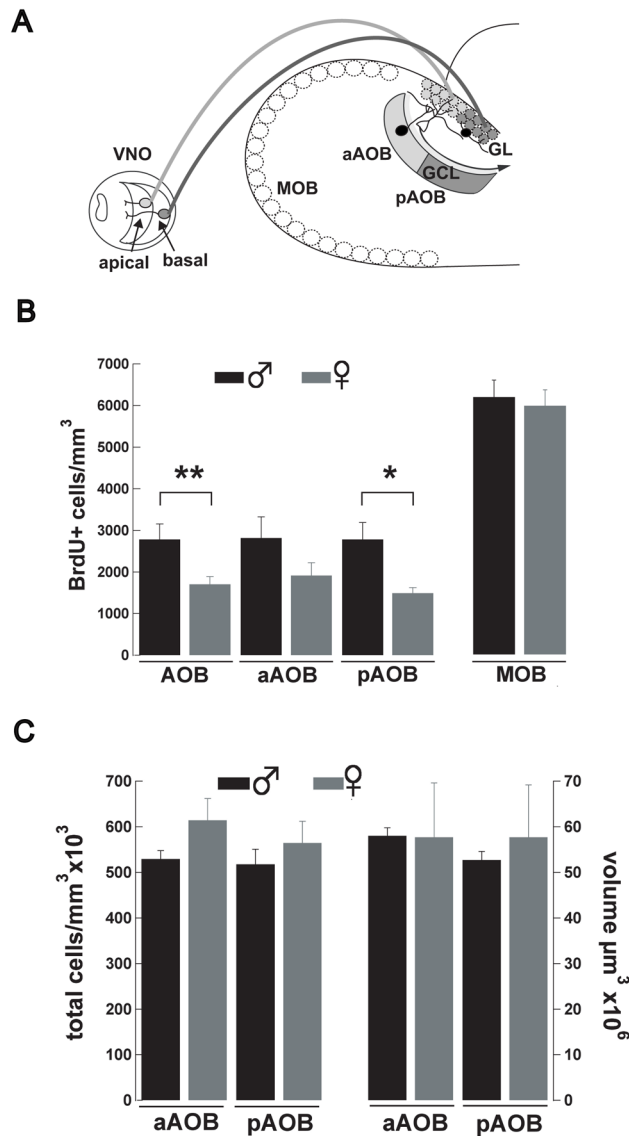 A
VNO
apical
basal
MOB
aAOB
GCL
pAOB
GL
B
BrdU+ cells/mm³
7000
6000
5000
4000
3000
2000
1000
0
♂
♀
**
*
AOB
aAOB
pAOB
MOB
C
total cells/mm³x10³
700
600
500
400
300
200
100
0
♂
♀
70
60
50
40
30
20
10
0
volume µm³ x10⁶
aAOB
pAOB
aAOB
pAOB